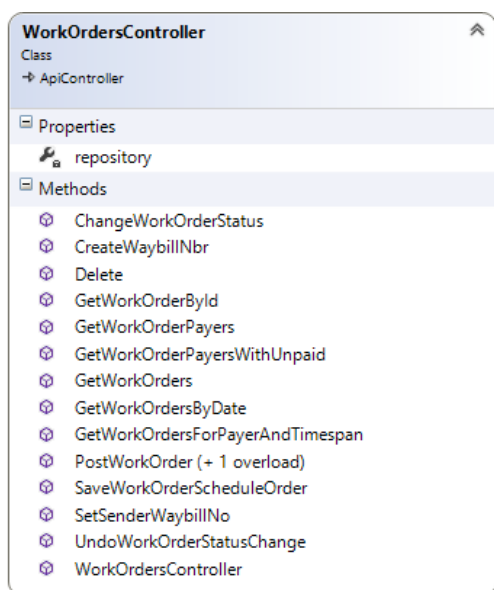 WorkOrdersController
Class
ApiController
Properties
repository
Methods
ChangeWorkOrderStatus
CreateWaybillNbr
Delete
GetWorkOrderById
GetWorkOrderPayers
GetWorkOrderPayersWithUnpaid
GetWorkOrders
GetWorkOrdersByDate
GetWorkOrdersForPayerAndTimespan
PostWorkOrder (+ 1 overload)
SaveWorkOrderScheduleOrder
SetSenderWaybillNo
UndoWorkOrderStatusChange
WorkOrdersController